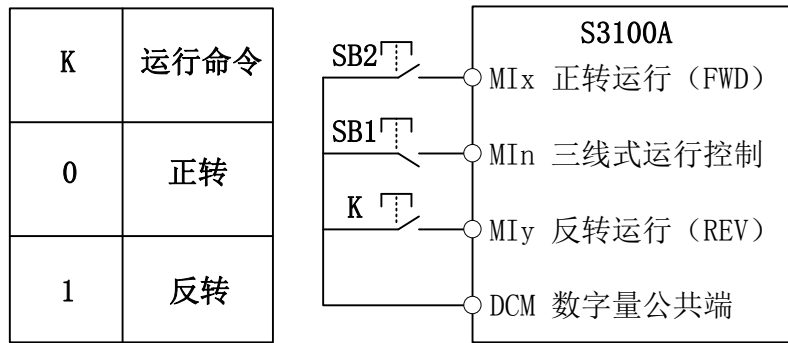 K 运行命令
0 正转
1 反转
S3100A
SB2 MIx 正转运行（FWD）
SB1 MIn 三线式运行控制
K MIy 反转运行（REV）
DCM 数字量公共端